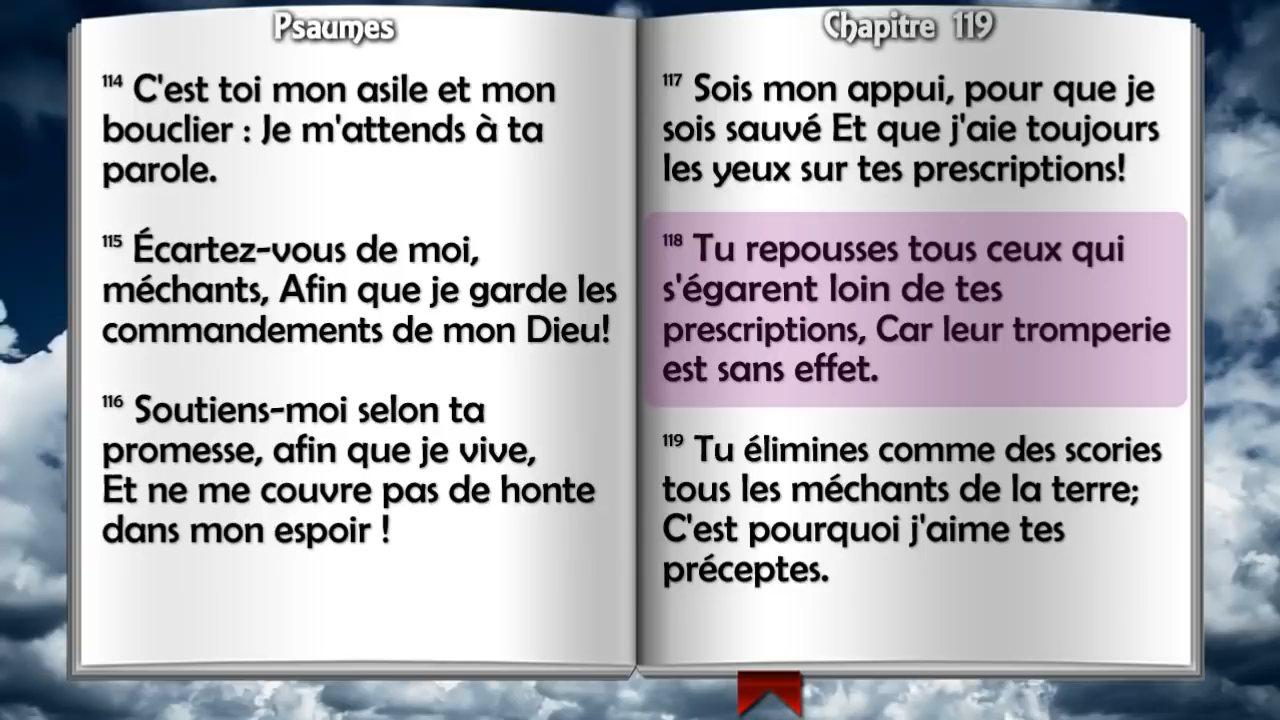 Psaumes
114 C'est toi mon asile et mon
bouclier : Je m'attends à ta
parole.
115 Écartez-vous de moi,
méchants, Afin que je garde les
commandements de mon Dieu!
116 Soutiens-moi selon ta
promesse, afin que je vive,
Et ne me couvre pas de honte
dans mon espoir !
Chapitre 119
117 Sois mon appui, pour que je
sois sauvé Et que j'aie toujours
les yeux sur tes prescriptions!
118 Tu repousses tous ceux qui
s'égarent loin de tes
prescriptions, Car leur tromperie
est sans effet.
119 Tu élimines comme des scories
tous les méchants de la terre;
C'est pourquoi j'aime tes
préceptes.